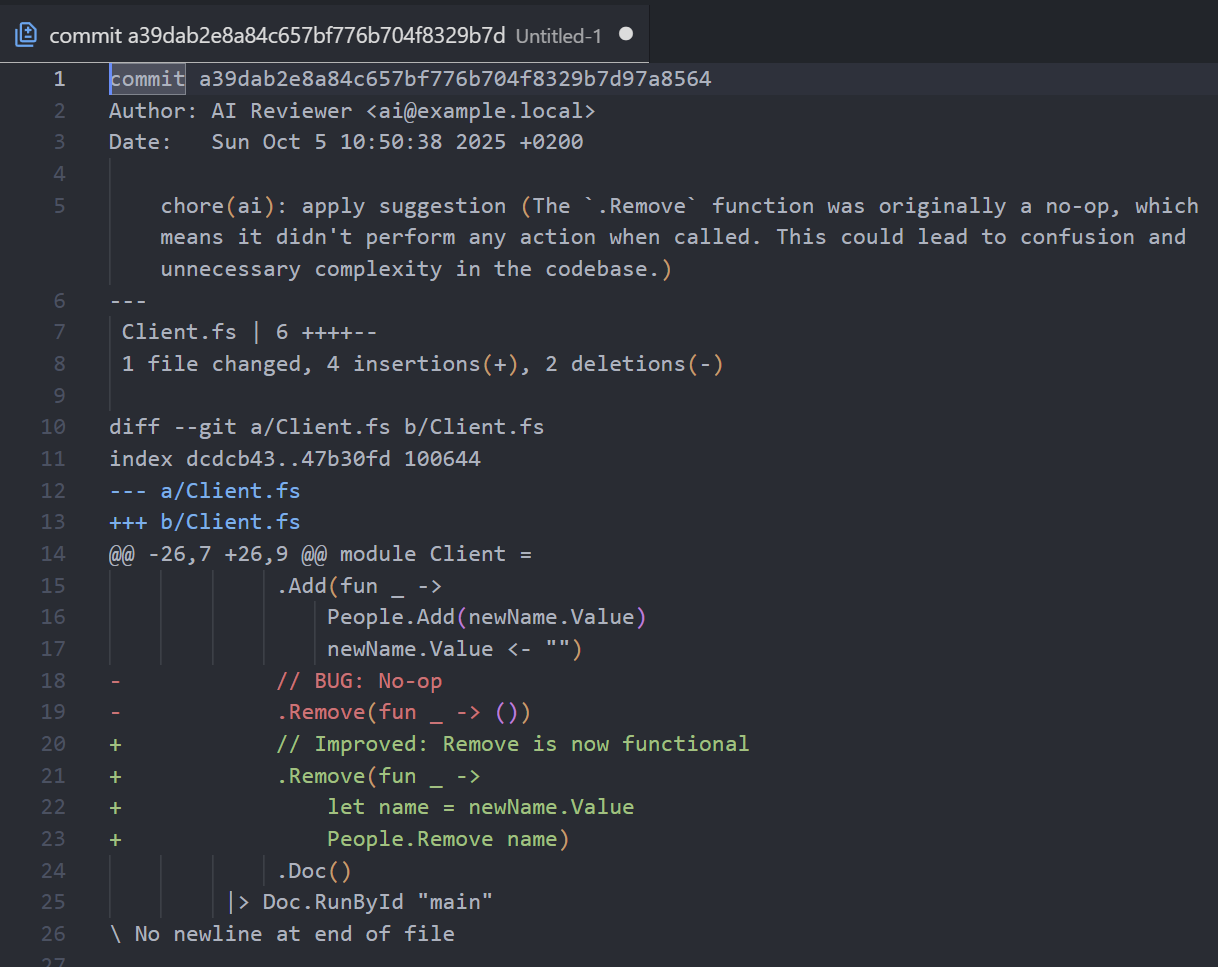 commit a39dab2e8a84c657bf776b704f8329b7d Untitled-1
1 commit a39dab2e8a84c657bf776b704f8329b7d97a8564
2 Author: AI Reviewer <ai@example.local>
3 Date:   Sun Oct 5 10:50:38 2025 +0200
4
5     chore(ai): apply suggestion (The `.Remove` function was originally a no-op, which
    means it didn't perform any action when called. This could lead to confusion and
    unnecessary complexity in the codebase.)
6 ---
7  Client.fs | 6 ++++--
8  1 file changed, 4 insertions(+), 2 deletions(-)
9
10 diff --git a/Client.fs b/Client.fs
11 index dcdcb43..47b30fd 100644
12 --- a/Client.fs
13 +++ b/Client.fs
14 @@ -26,7 +26,9 @@ module Client =
15              .Add(fun _ ->
16                  People.Add(newName.Value)
17                  newName.Value <- "")
18 -            // BUG: No-op
19 -            .Remove(fun _ -> ())
20 +            // Improved: Remove is now functional
21 +            .Remove(fun _ ->
22 +                let name = newName.Value
23 +                People.Remove name)
24              .Doc()
25          |> Doc.RunById "main"
26 \ No newline at end of file
27